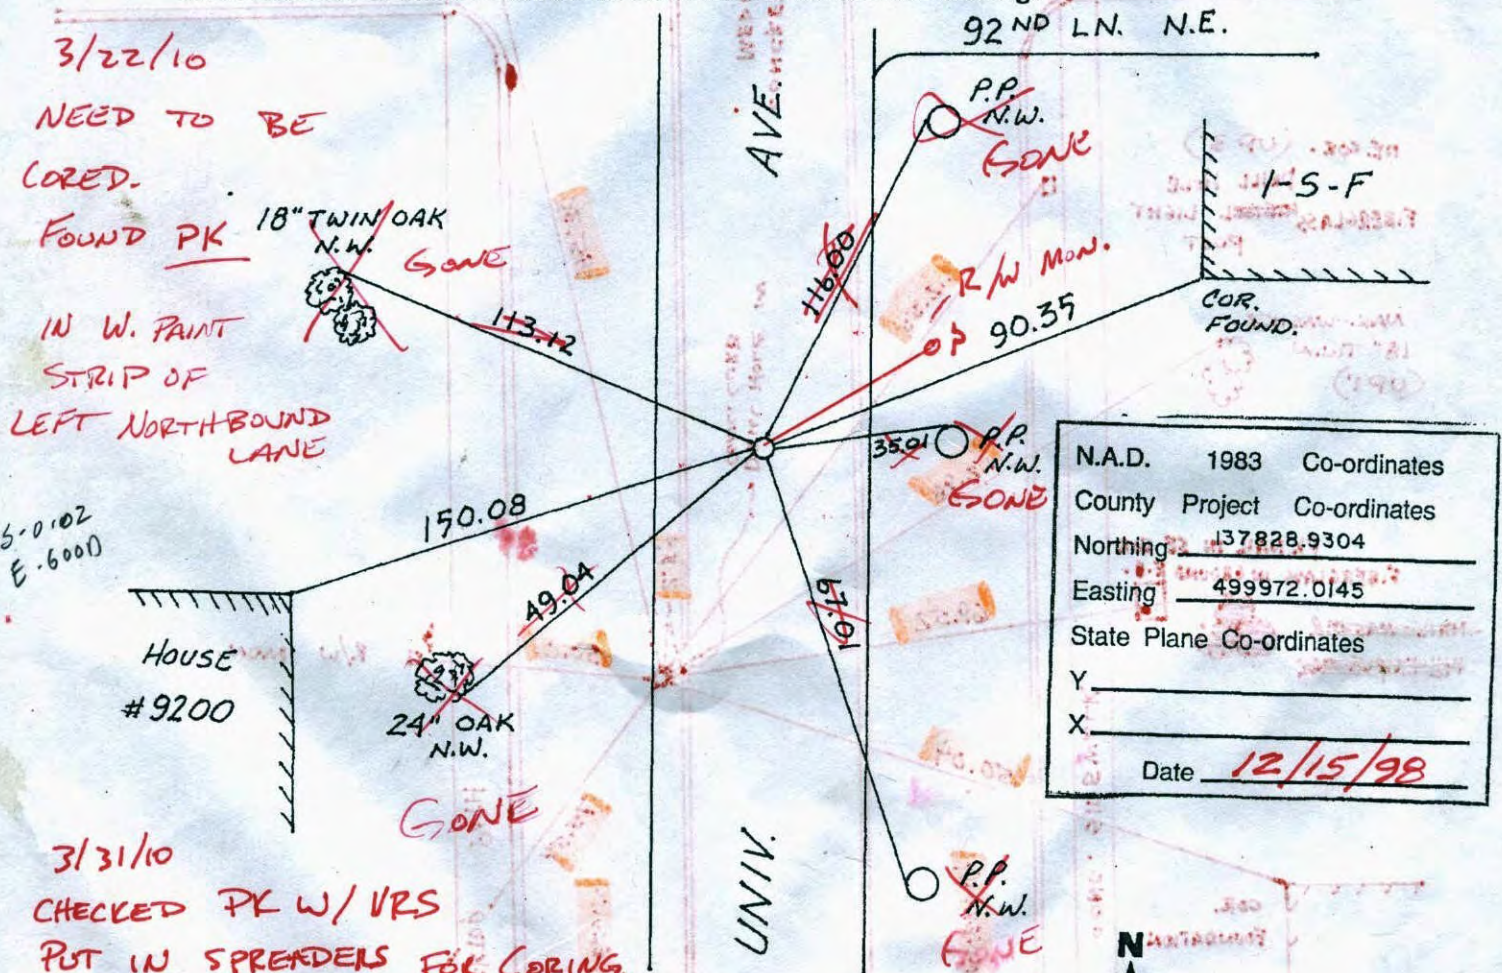 92ND LN. N.E.
3/22/10
NEED TO BE
CORED.
FOUND PK
IN W. PAINT
STRIP OF
LEFT NORTHBOUND
LANE
18" TWIN OAK
N.W.
GONE
113.12
AVE.
P.P.
N.W.
GONE
116.00
R/W MON.
90.35
1-S-F
COR.
FOUND.
35.01
P.P.
N.W.
GONE
150.08
49.04
HOUSE
#9200
24" OAK
N.W.
GONE
N.A.D. 1983 Co-ordinates
County Project Co-ordinates
Northing 137828.9304
Easting 499972.0145
State Plane Co-ordinates
Y
X
Date 12/15/98
UNIV.
P.P.
N.W.
GONE
N
3/31/10
CHECKED PK W/ VRS
PUT IN SPREADERS FOR CORING